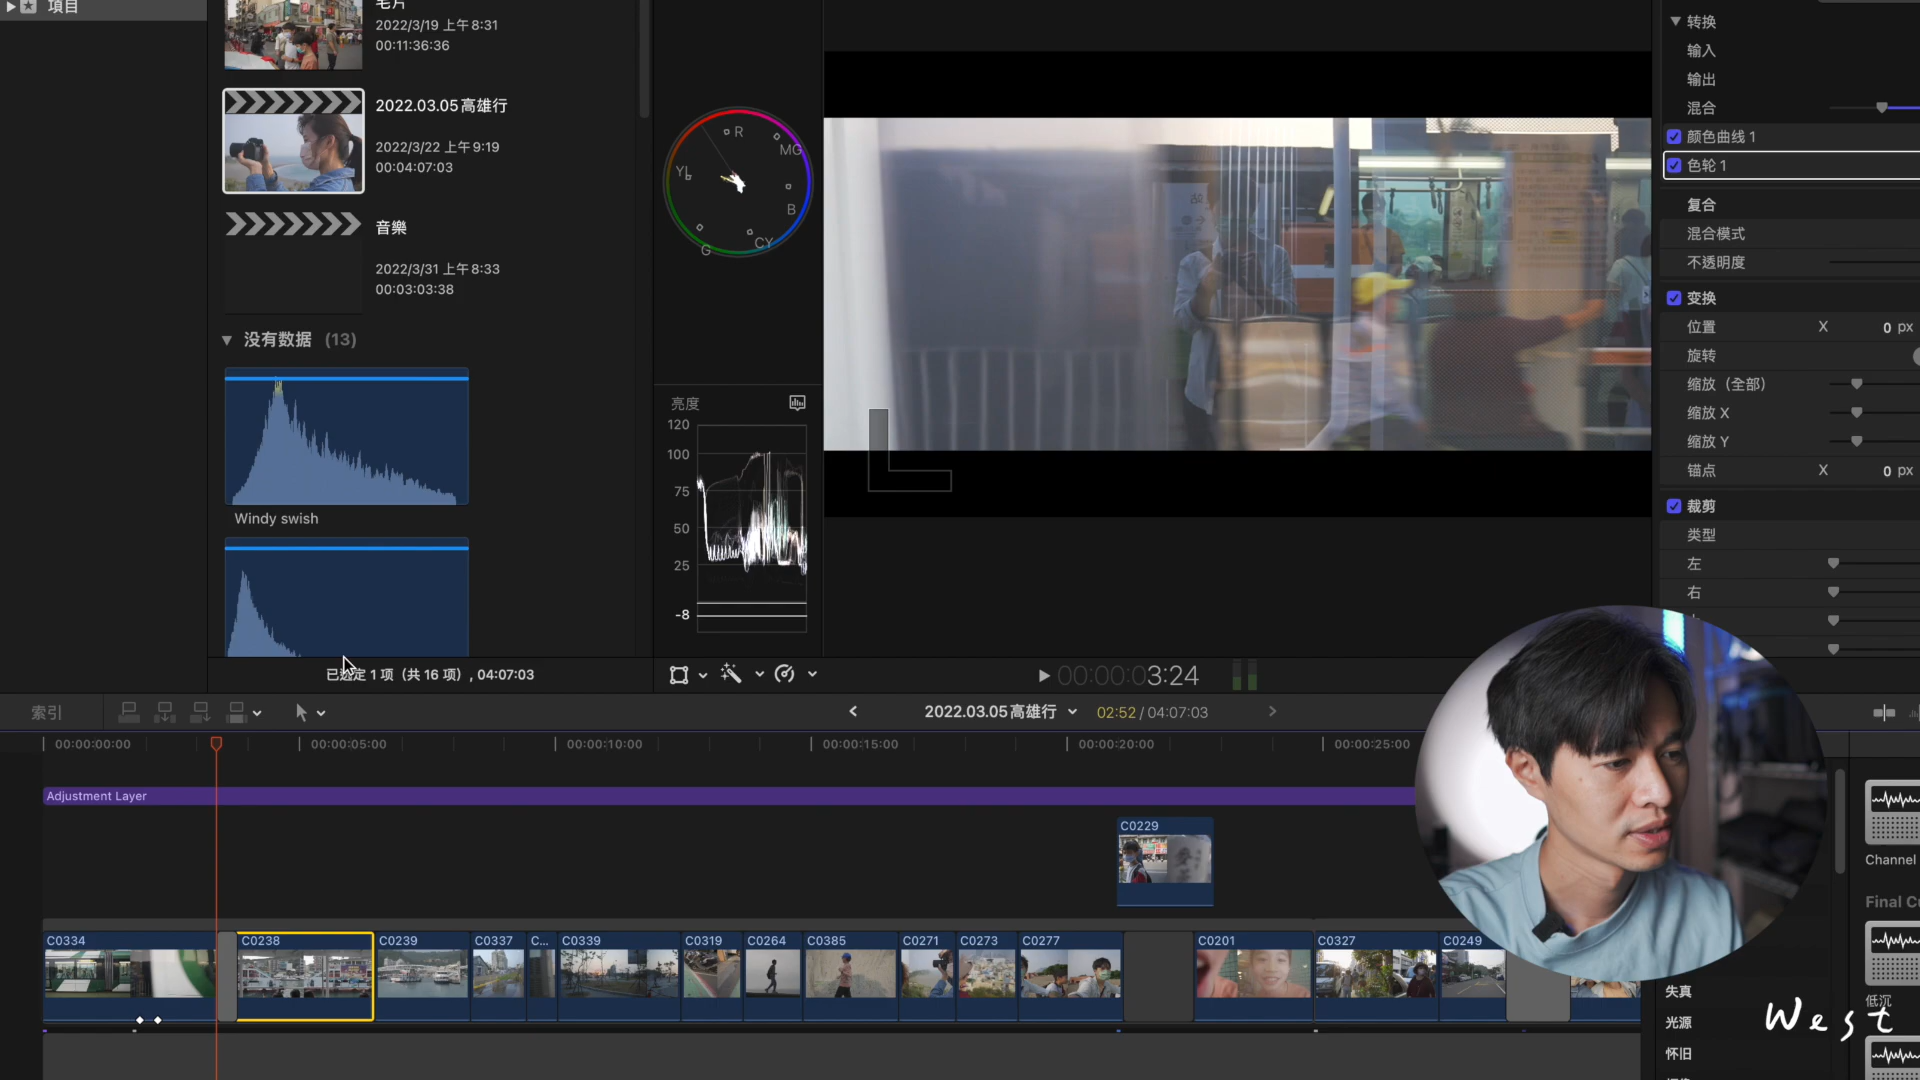 項目
毛片
2022/3/19 上午8:31
00:11:36:36
2022.03.05高雄行
2022/3/22 上午9:19
00:04:07:03
音樂
2022/3/31 上午8:33
00:03:03:38
没有数据 (13)
Windy swish
已选定 1 项（共 16 项）, 04:07:03
R
MG
B
CY
G
YL
亮度
120
100
75
50
25
-8
00:00:03:24
转换
输入
输出
混合
颜色曲线 1
色轮 1
复合
混合模式
不透明度
变换
位置 X 0 px
旋转
缩放（全部）
缩放 X
缩放 Y
锚点 X 0 px
裁剪
类型
左
右
索引
2022.03.05高雄行
02:52 / 04:07:03
00:00:00:00
00:00:05:00
00:00:10:00
00:00:15:00
00:00:20:00
00:00:25:00
Adjustment Layer
C0229
C0334
C0238
C0239
C0337
C...
C0339
C0319
C0264
C0385
C0271
C0273
C0277
C0201
C0327
C0249
Channel
Final Cu
低沉
失真
光源
怀旧
West